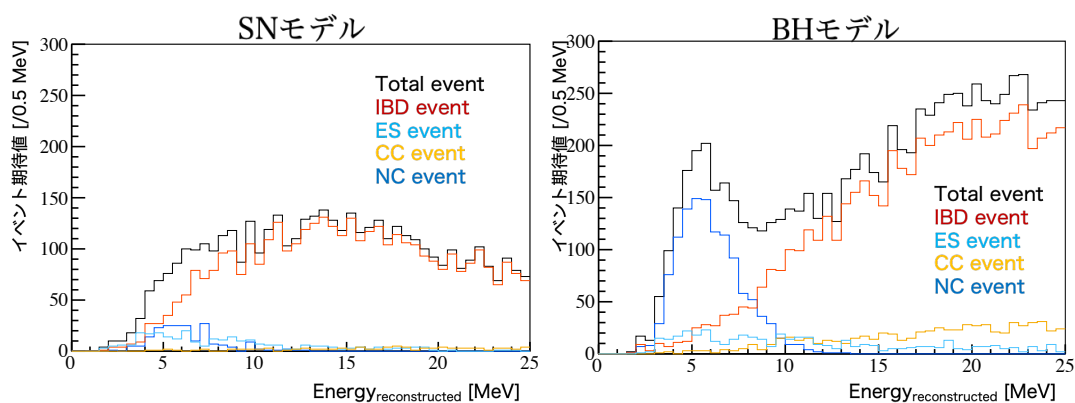 SNモデル
イベント期待値 [/0.5 MeV]
300
250
200
150
100
50
0
Total event
IBD event
ES event
CC event
NC event
0 5 10 15 20 25
Energy reconstructed [MeV]
BHモデル
イベント期待値 [/0.5 MeV]
300
250
200
150
100
50
0
Total event
IBD event
ES event
CC event
NC event
0 5 10 15 20 25
Energy reconstructed [MeV]